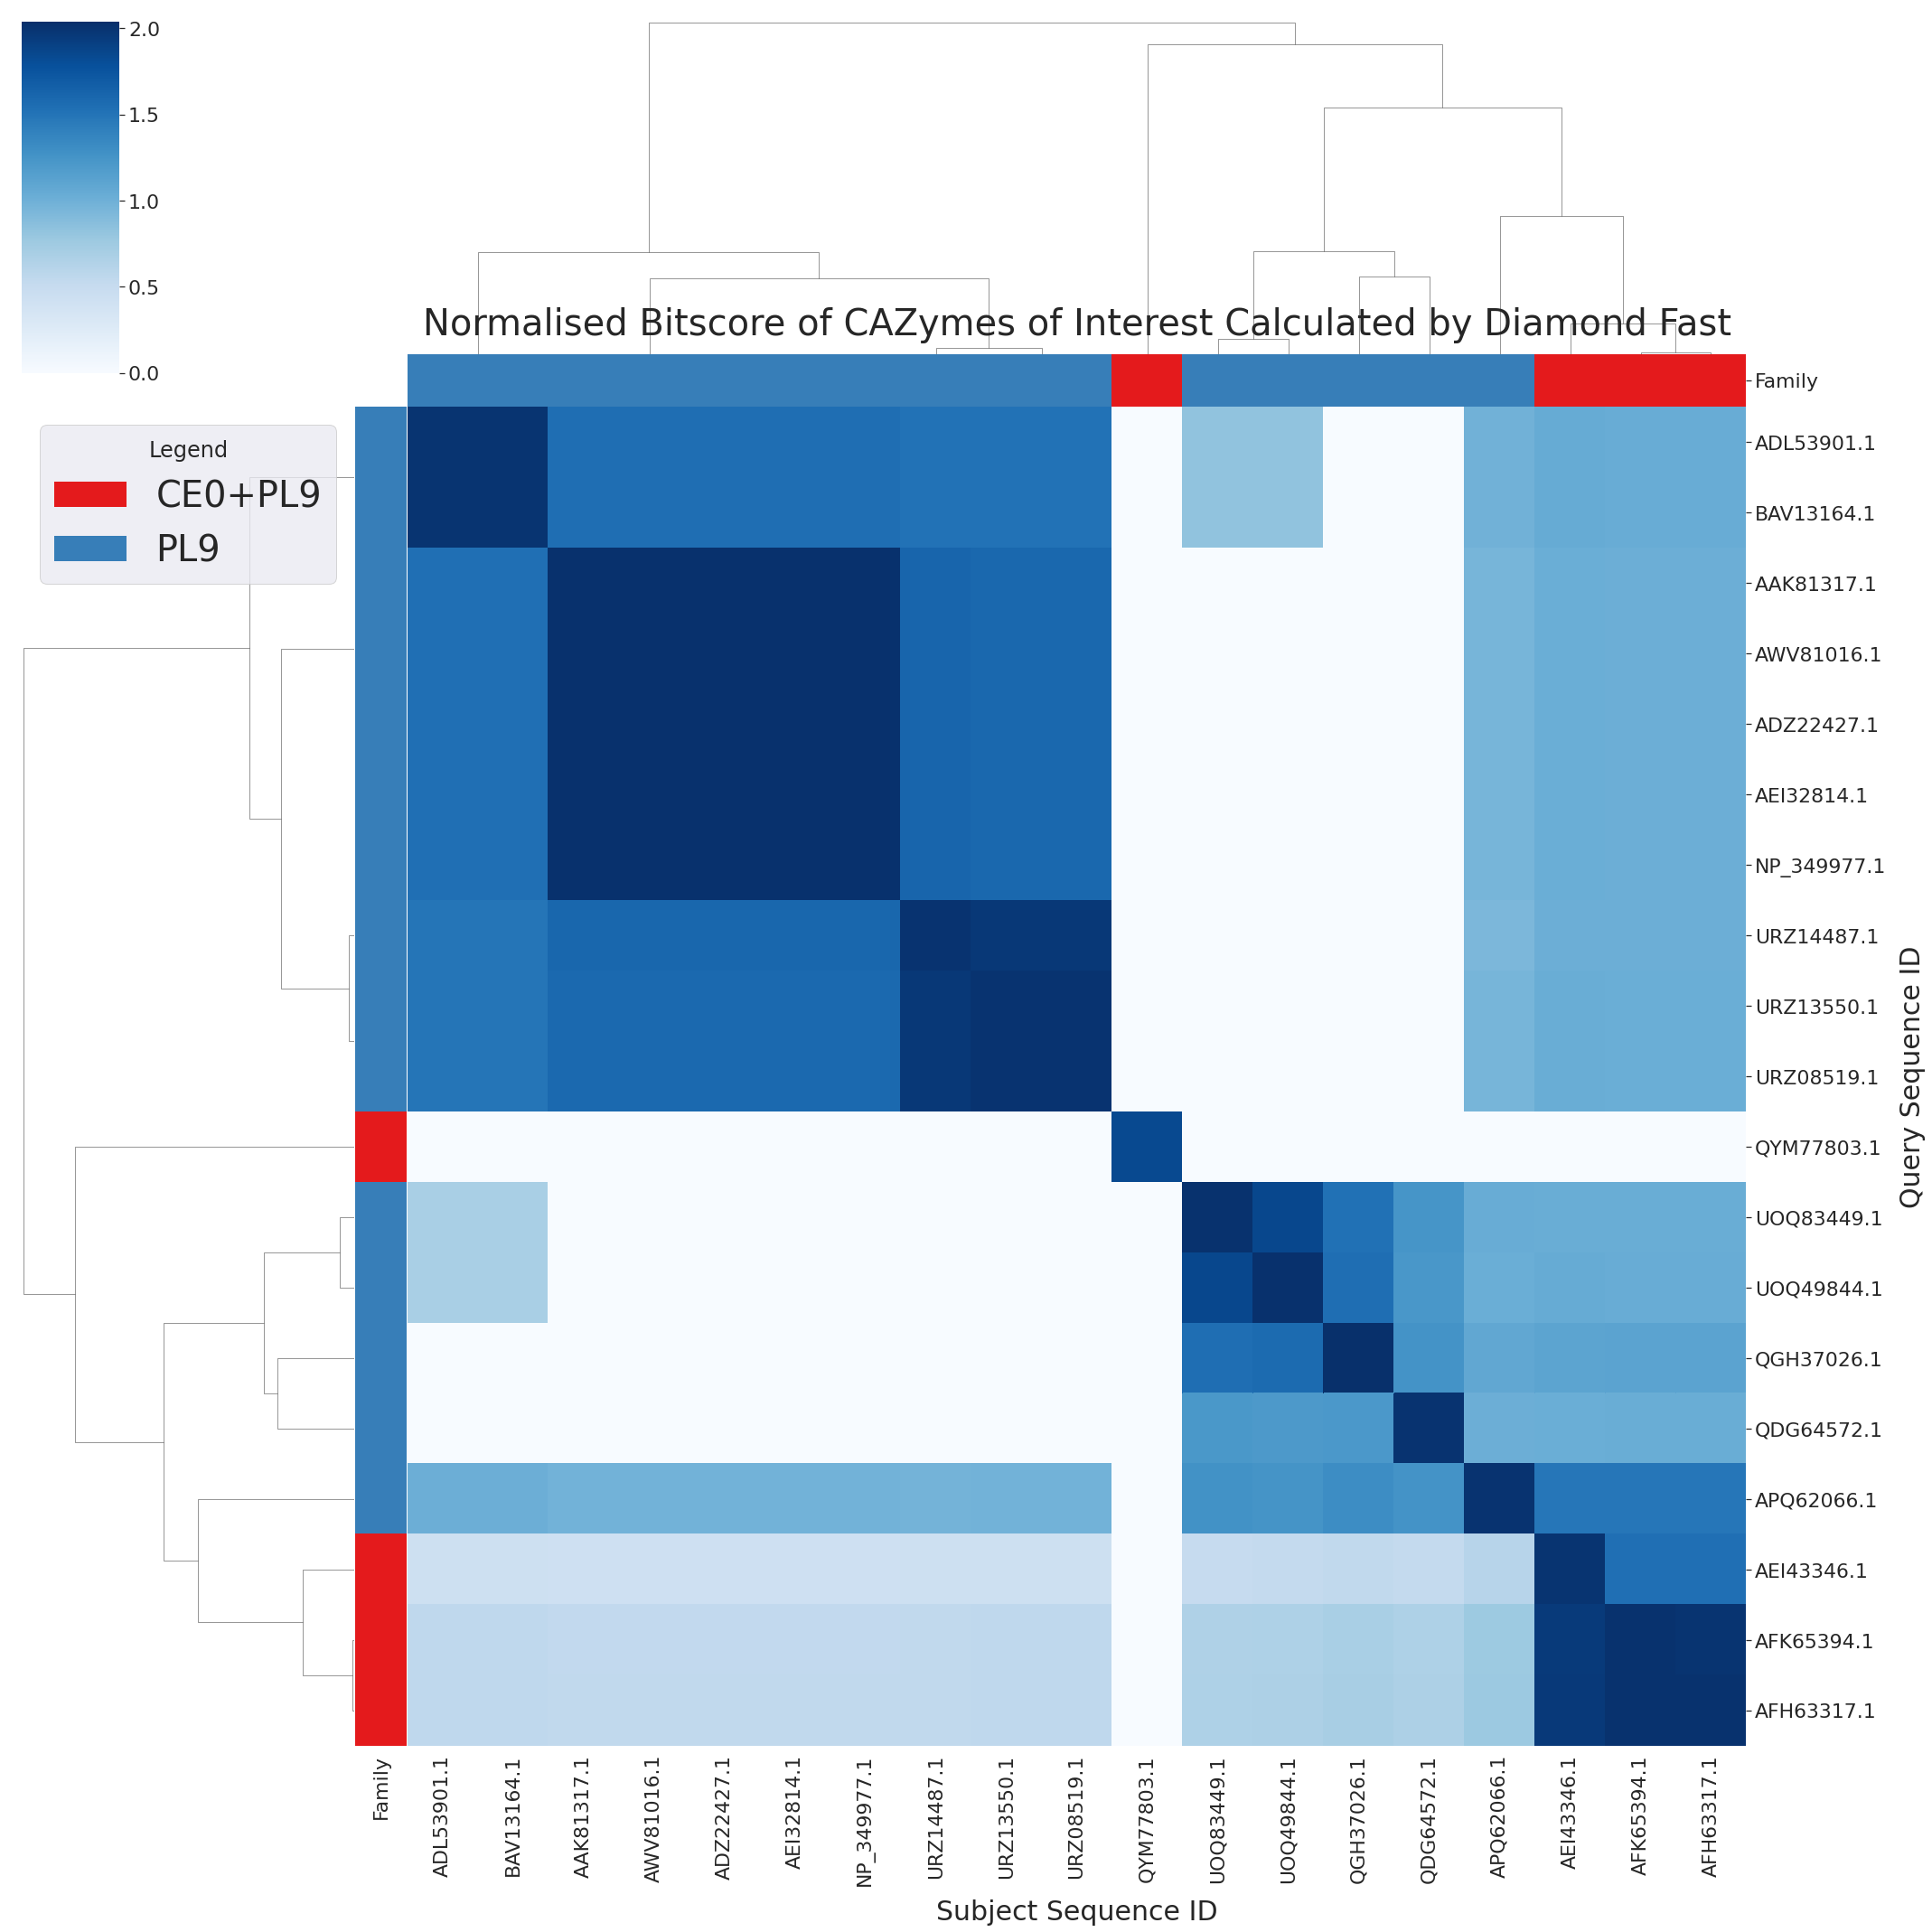 2.0
1.5
1.0
0.5
0.0
Normalised Bitscore of CAZymes of Interest Calculated by Diamond Fast
Legend
CE0+PL9
PL9
Family
ADL53901.1
BAV13164.1
AAK81317.1
AWV81016.1
ADZ22427.1
AEI32814.1
NP_349977.1
URZ14487.1
URZ13550.1
URZ08519.1
QYM77803.1
UOQ83449.1
UOQ49844.1
QGH37026.1
QDG64572.1
APQ62066.1
AEI43346.1
AFK65394.1
AFH63317.1
Query Sequence ID
Family
ADL53901.1
BAV13164.1
AAK81317.1
AWV81016.1
ADZ22427.1
AEI32814.1
NP_349977.1
URZ14487.1
URZ13550.1
URZ08519.1
QYM77803.1
UOQ83449.1
UOQ49844.1
QGH37026.1
QDG64572.1
APQ62066.1
AEI43346.1
AFK65394.1
AFH63317.1
Subject Sequence ID